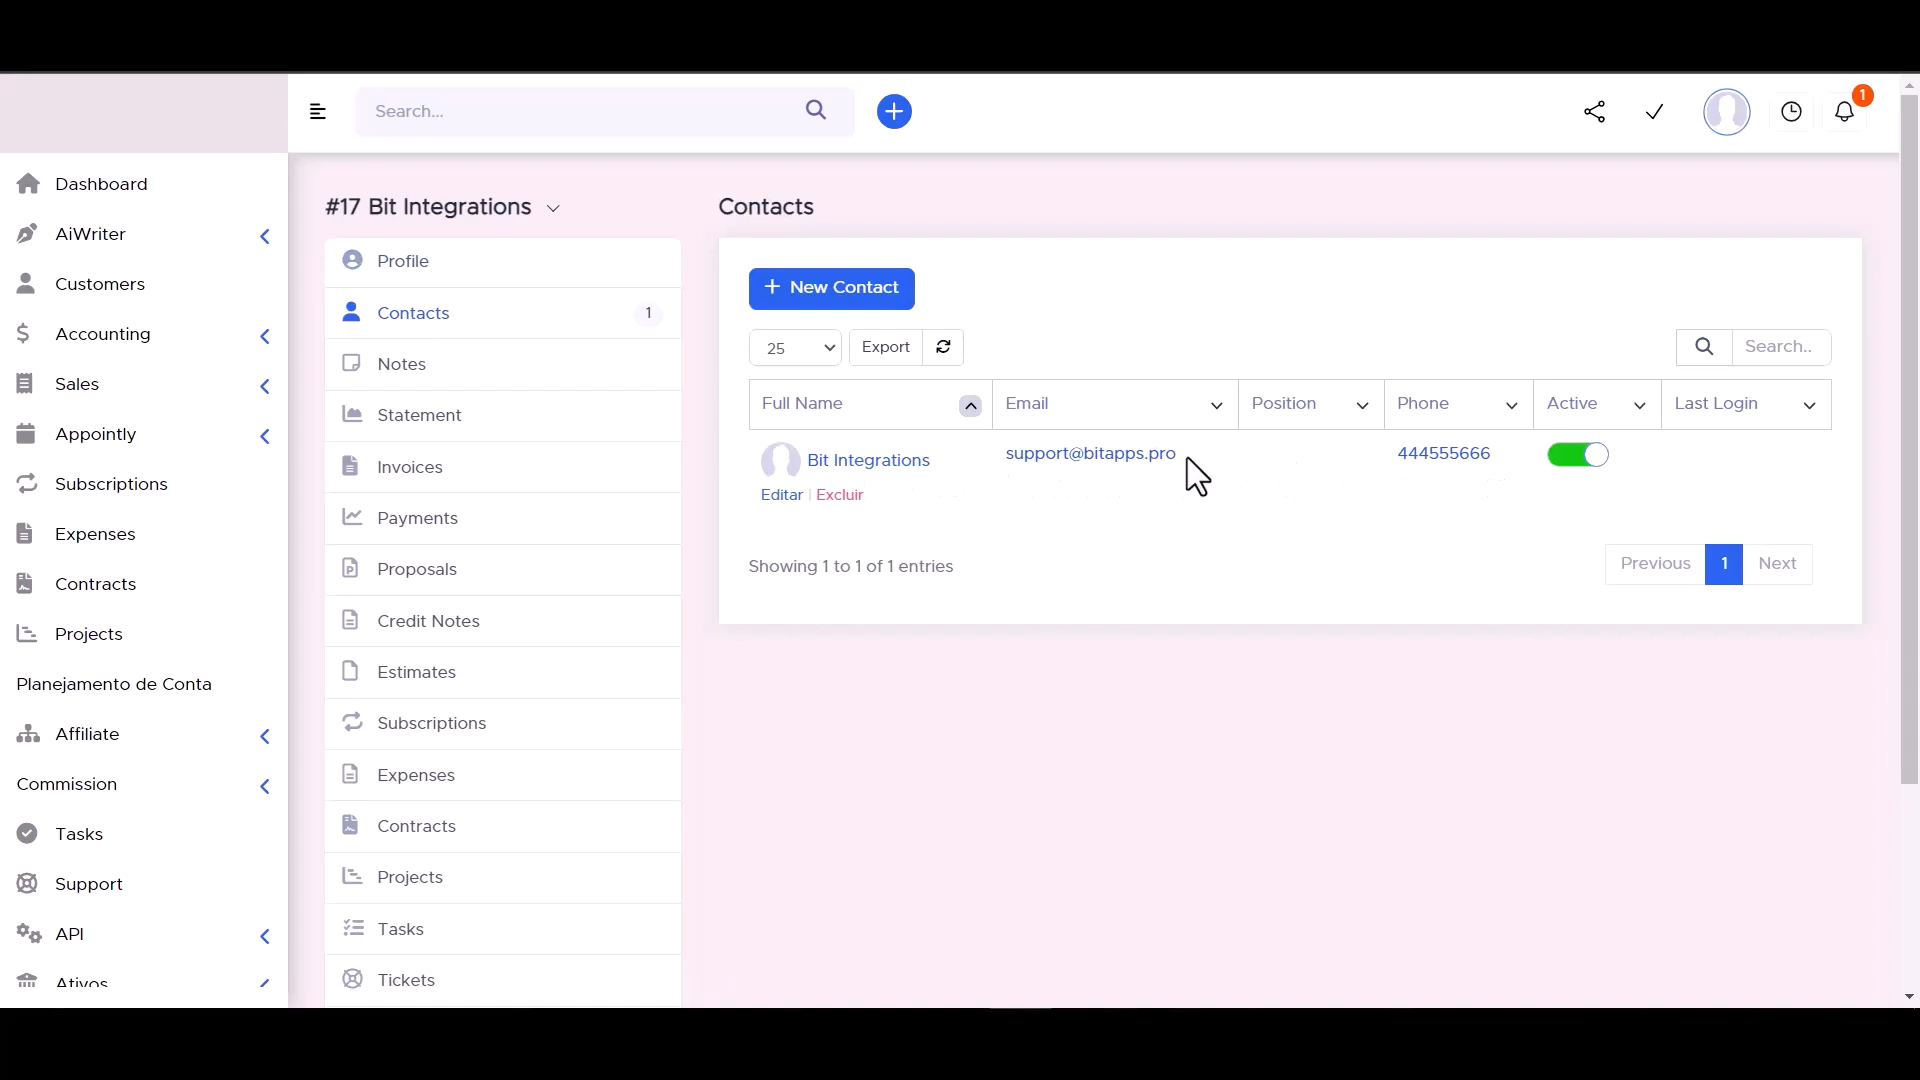 Search...
1
Dashboard
AiWriter
Customers
Accounting
Sales
Appointly
Subscriptions
Expenses
Contracts
Projects
Planejamento de Conta
Affiliate
Commission
Tasks
Support
API
Ativos
#17 Bit Integrations
Profile
Contacts 1
Notes
Statement
Invoices
Payments
Proposals
Credit Notes
Estimates
Subscriptions
Expenses
Contracts
Projects
Tasks
Tickets
Contacts
+ New Contact
25 Export Search..
Full Name Email Position Phone Active Last Login
Bit Integrations support@bitapps.pro 444555666
Editar | Excluir
Showing 1 to 1 of 1 entries
Previous 1 Next